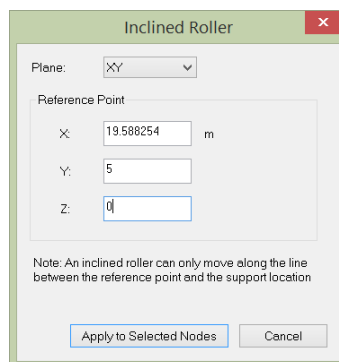 Inclined Roller
x
Plane: XY
Reference Point
X: 19.588254 m
Y: 5
Z: 0
Note: An inclined roller can only move along the line
between the reference point and the support location
Apply to Selected Nodes Cancel